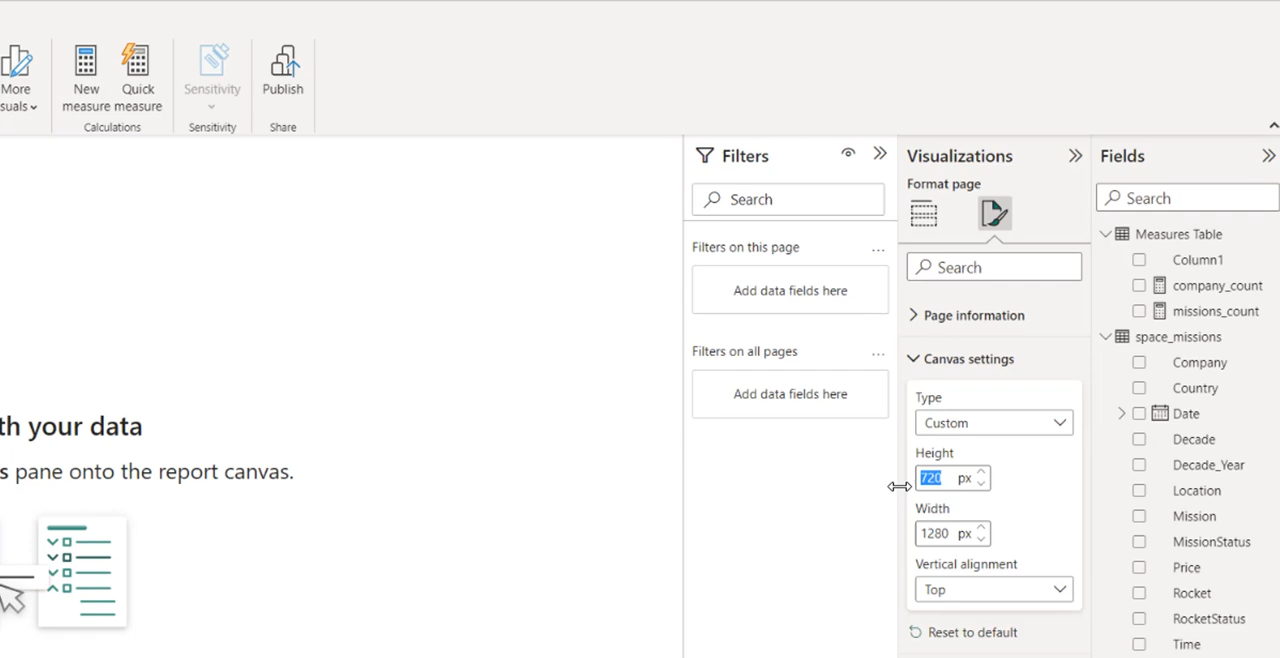 More
suals
New
measure
Quick
measure
Calculations
Sensitivity
Sensitivity
Publish
Share
th your data
s pane onto the report canvas.
Filters
Search
Filters on this page
...
Add data fields here
Filters on all pages
...
Add data fields here
Visualizations
Format page
Search
Page information
Canvas settings
Type
Custom
Height
720 px
Width
1280 px
Vertical alignment
Top
Reset to default
Fields
Search
Measures Table
Column1
company_count
missions_count
space_missions
Company
Country
Date
Decade
Decade_Year
Location
Mission
MissionStatus
Price
Rocket
RocketStatus
Time